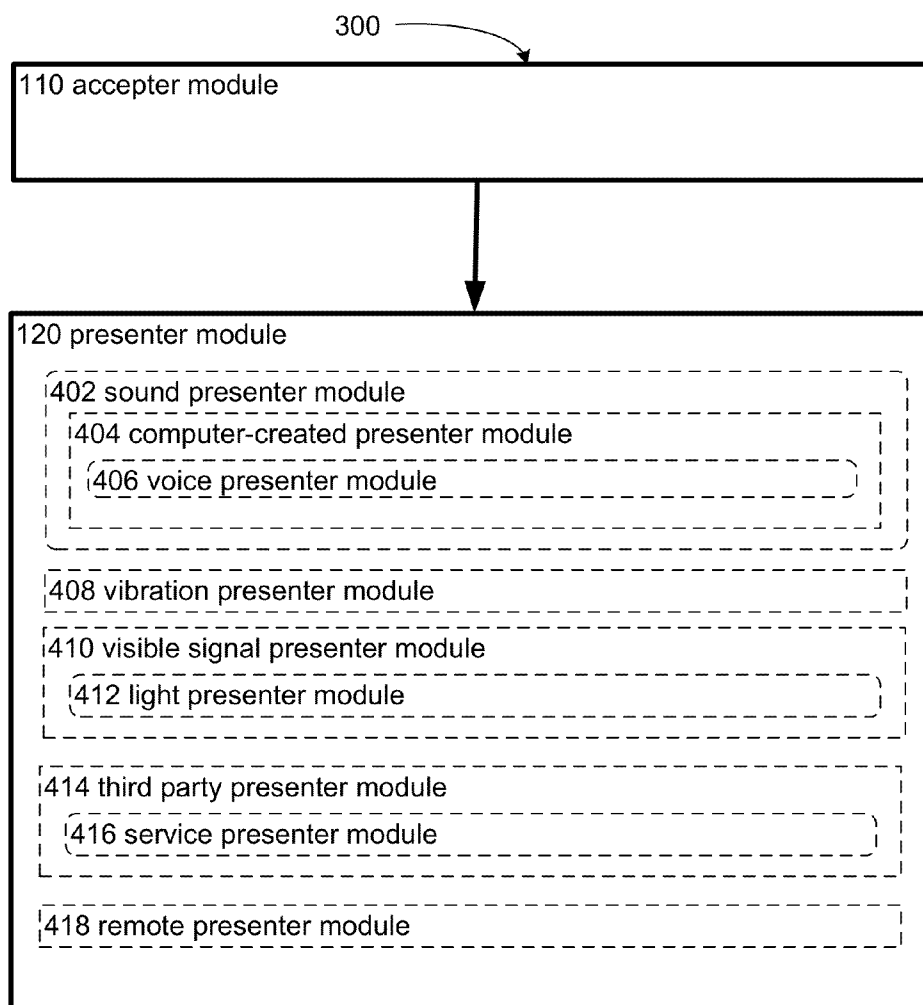 300
110 accepter module
120 presenter module
402 sound presenter module
404 computer-created presenter module
406 voice presenter module
408 vibration presenter module
410 visible signal presenter module
412 light presenter module
414 third party presenter module
416 service presenter module
418 remote presenter module